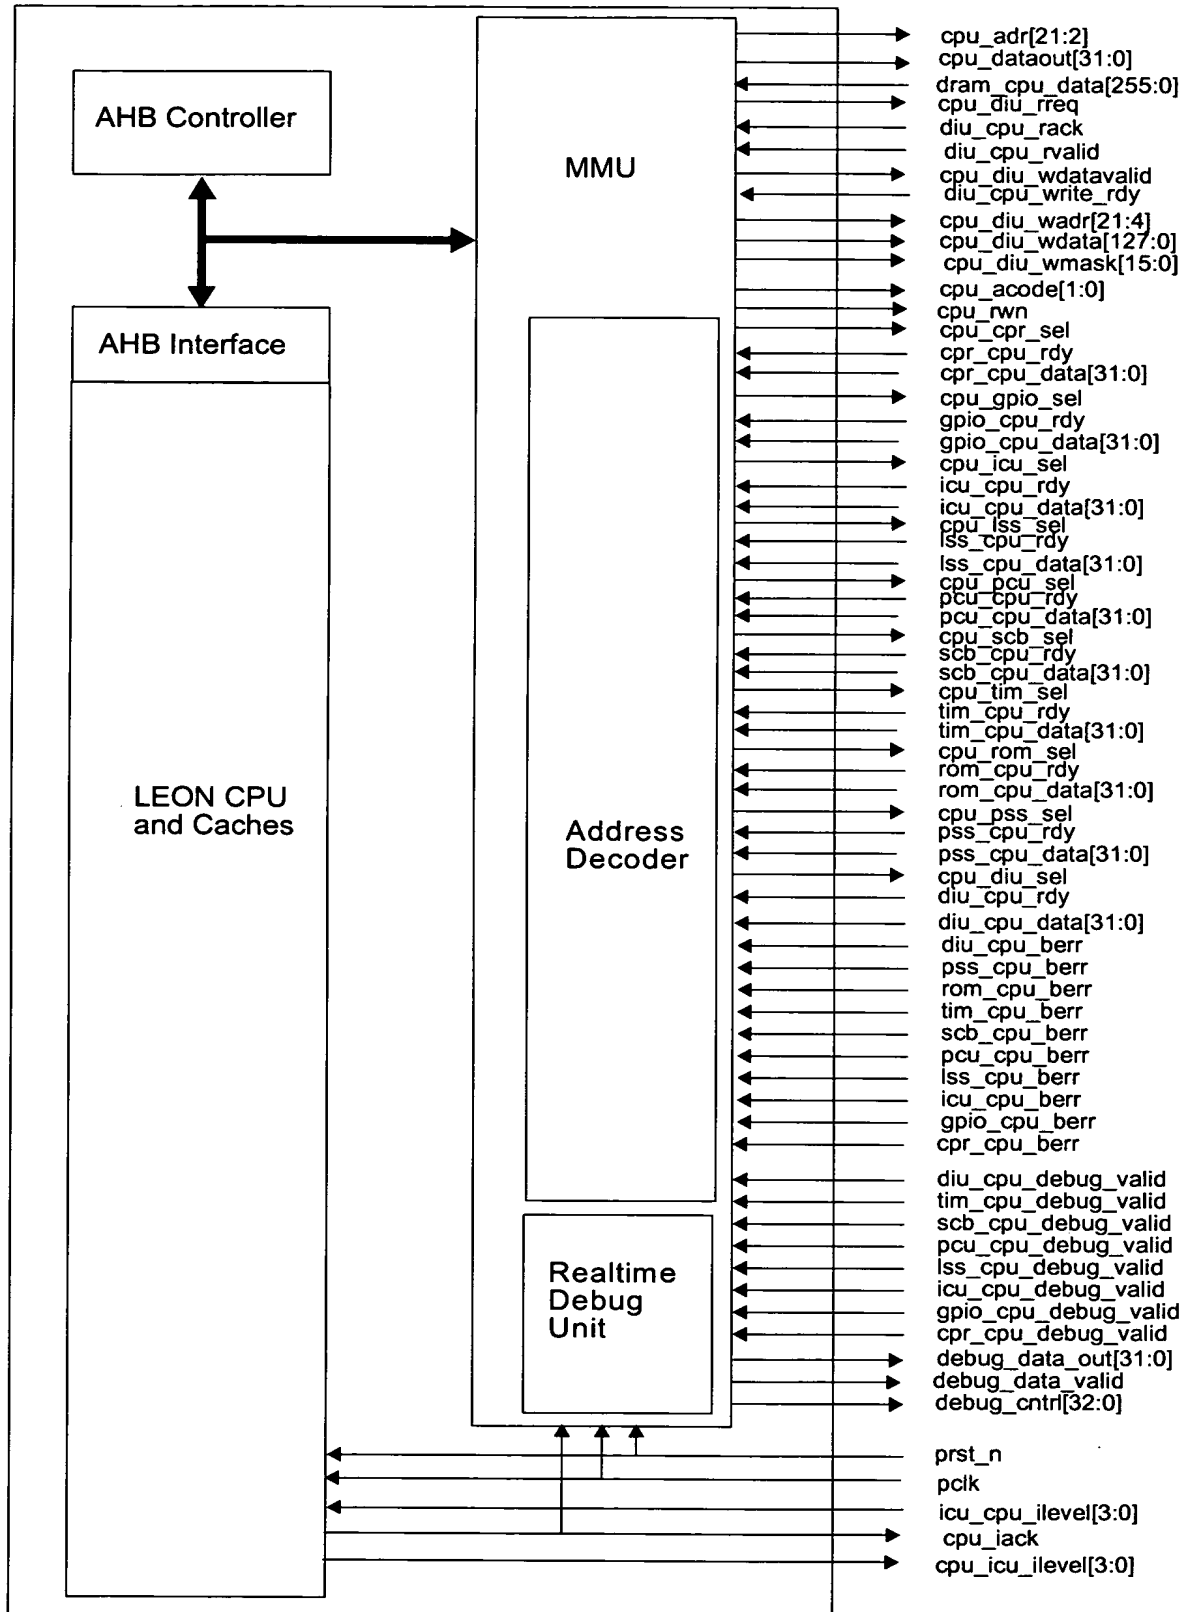 AHB Controller
MMU
AHB Interface
LEON CPU
and Caches
Address
Decoder
Realtime
Debug
Unit
cpu_adr[21:2]
cpu_dataout[31:0]
dram_cpu_data[255:0]
cpu_diu_rreq
diu_cpu_rack
diu_cpu_rvalid
cpu_diu_wdatavalid
diu_cpu_write_rdy
cpu_diu_wadr[21:4]
cpu_diu_wdata[127:0]
cpu_diu_wmask[15:0]
cpu_acode[1:0]
cpu_rwn
cpu_cpr_sel
cpr_cpu_rdy
cpr_cpu_data[31:0]
cpu_gpio_sel
gpio_cpu_rdy
gpio_cpu_data[31:0]
cpu_icu_sel
icu_cpu_rdy
icu_cpu_data[31:0]
cpu_lss_sel
lss_cpu_rdy
lss_cpu_data[31:0]
cpu_pcu_sel
pcu_cpu_rdy
pcu_cpu_data[31:0]
cpu_scb_sel
scb_cpu_rdy
scb_cpu_data[31:0]
cpu_tim_sel
tim_cpu_rdy
tim_cpu_data[31:0]
cpu_rom_sel
rom_cpu_rdy
rom_cpu_data[31:0]
cpu_pss_sel
pss_cpu_rdy
pss_cpu_data[31:0]
cpu_diu_sel
diu_cpu_rdy
diu_cpu_data[31:0]
diu_cpu_berr
pss_cpu_berr
rom_cpu_berr
tim_cpu_berr
scb_cpu_berr
pcu_cpu_berr
lss_cpu_berr
icu_cpu_berr
gpio_cpu_berr
cpr_cpu_berr
diu_cpu_debug_valid
tim_cpu_debug_valid
scb_cpu_debug_valid
pcu_cpu_debug_valid
lss_cpu_debug_valid
icu_cpu_debug_valid
gpio_cpu_debug_valid
cpr_cpu_debug_valid
debug_data_out[31:0]
debug_data_valid
debug_cntrl[32:0]
prst_n
pclk
icu_cpu_ilevel[3:0]
cpu_iack
cpu_icu_ilevel[3:0]